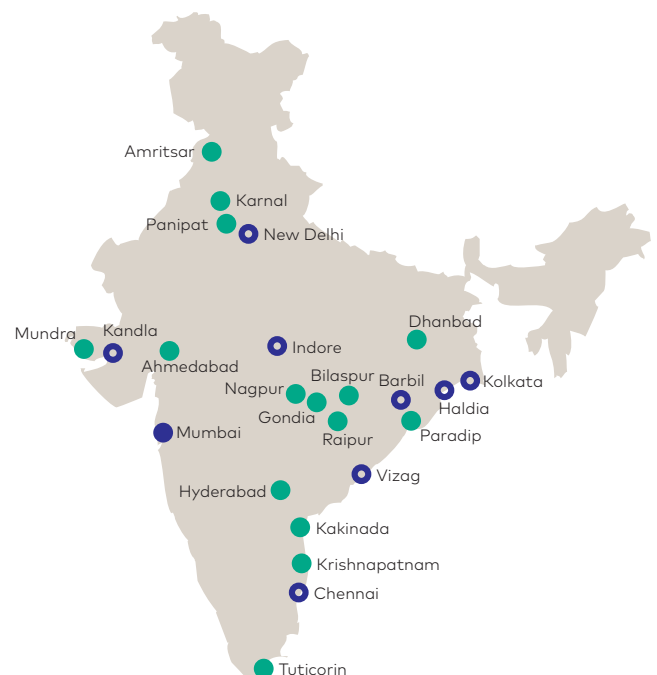 Amritsar
Karnal
Panipat
New Delhi
Dhanbad
Mundra
Kandla
Indore
Ahmedabad
Bilaspur
Nagpur
Barbil
Kolkata
Haldia
Gondia
Mumbai
Raipur
Paradip
Vizag
Hyderabad
Kakinada
Krishnapatnam
Chennai
Tuticorin